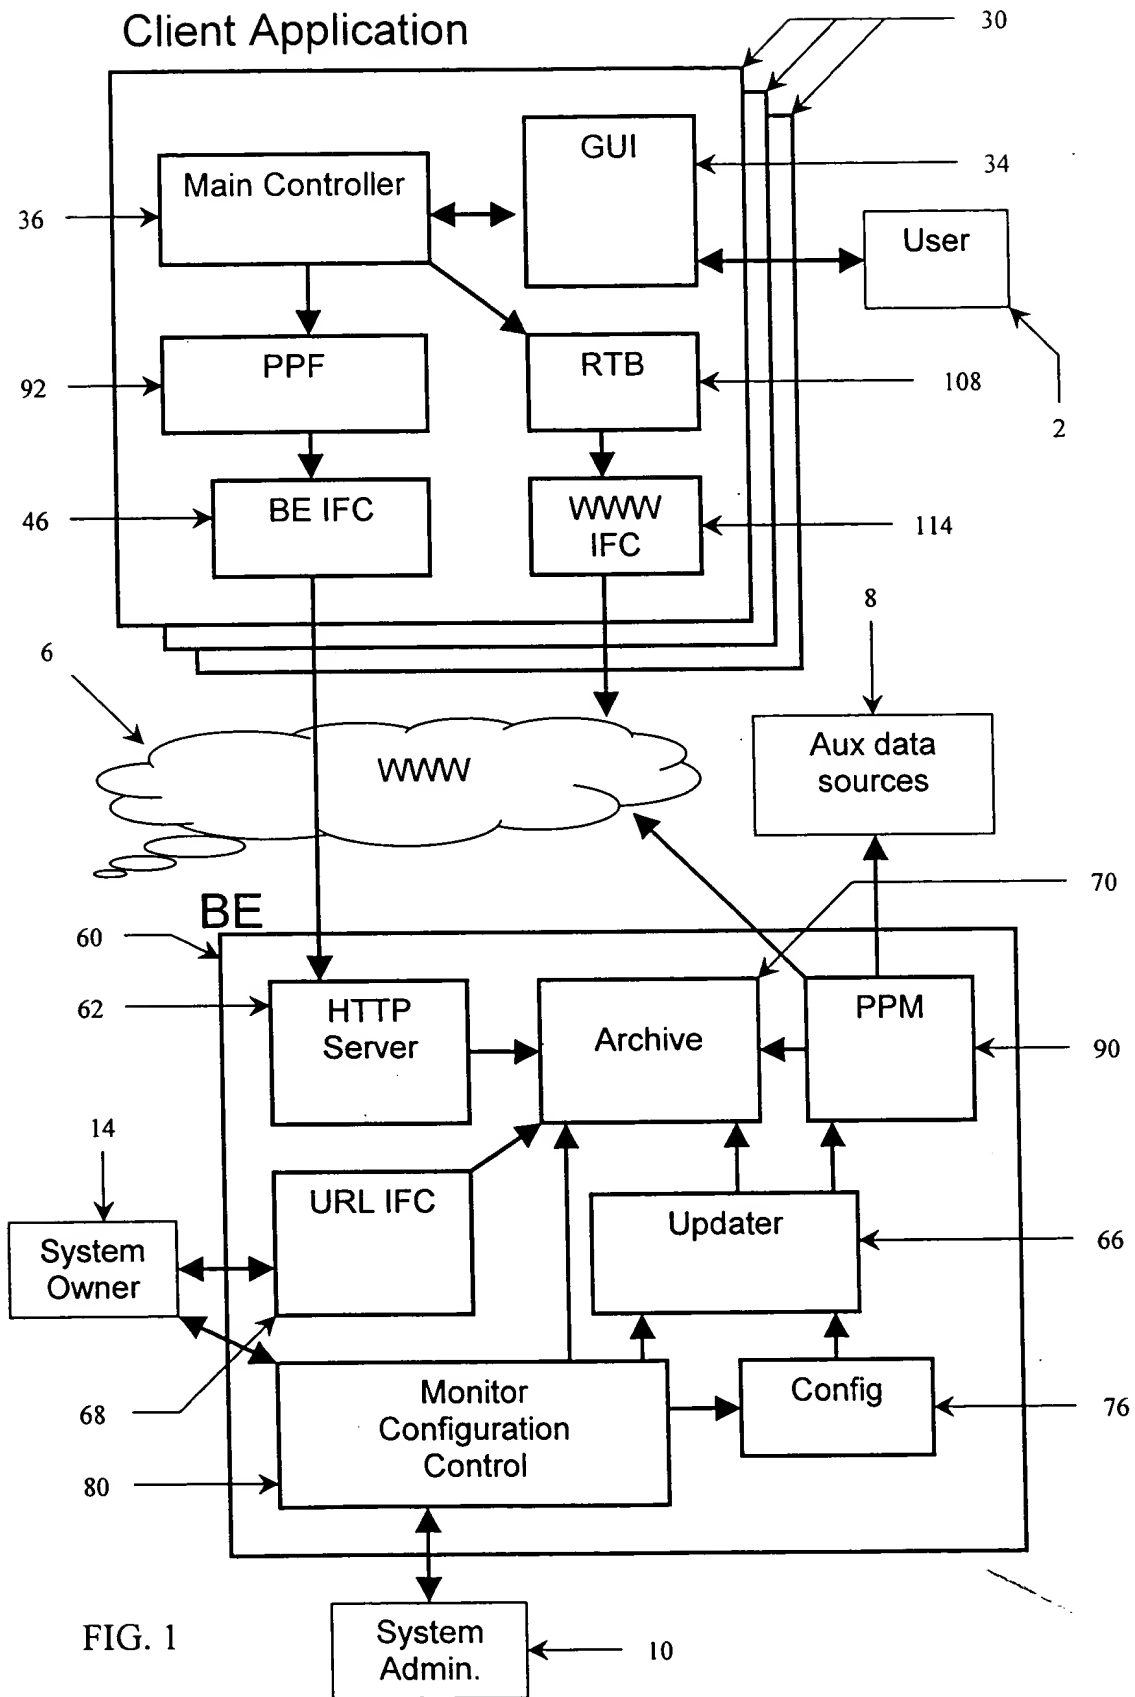 Client Application
30
GUI
Main Controller
34
36
User
PPF
RTB
92
108
2
BE IFC
WWW
IFC
46
114
8
6
Aux data
sources
WWW
70
BE
60
62
HTTP
Server
Archive
PPM
90
14
URL IFC
Updater
66
System
Owner
Monitor
Configuration
Control
Config
76
68
80
System
Admin.
10
FIG. 1